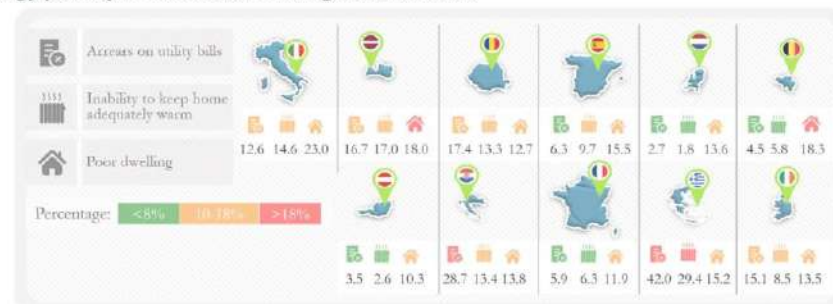 Arrears on utility bills
Inability to keep home
adequately warm
Poor dwelling
Percentage: <8% 10-18% >18%
12.6 14.6 23.0
16.7 17.0 18.0
17.4 13.3 12.7
6.3 9.7 15.5
2.7 1.8 13.6
4.5 5.8 18.3
3.5 2.6 10.3
28.7 13.4 13.8
5.9 6.3 11.9
42.0 29.4 15.2
15.1 8.5 13.5